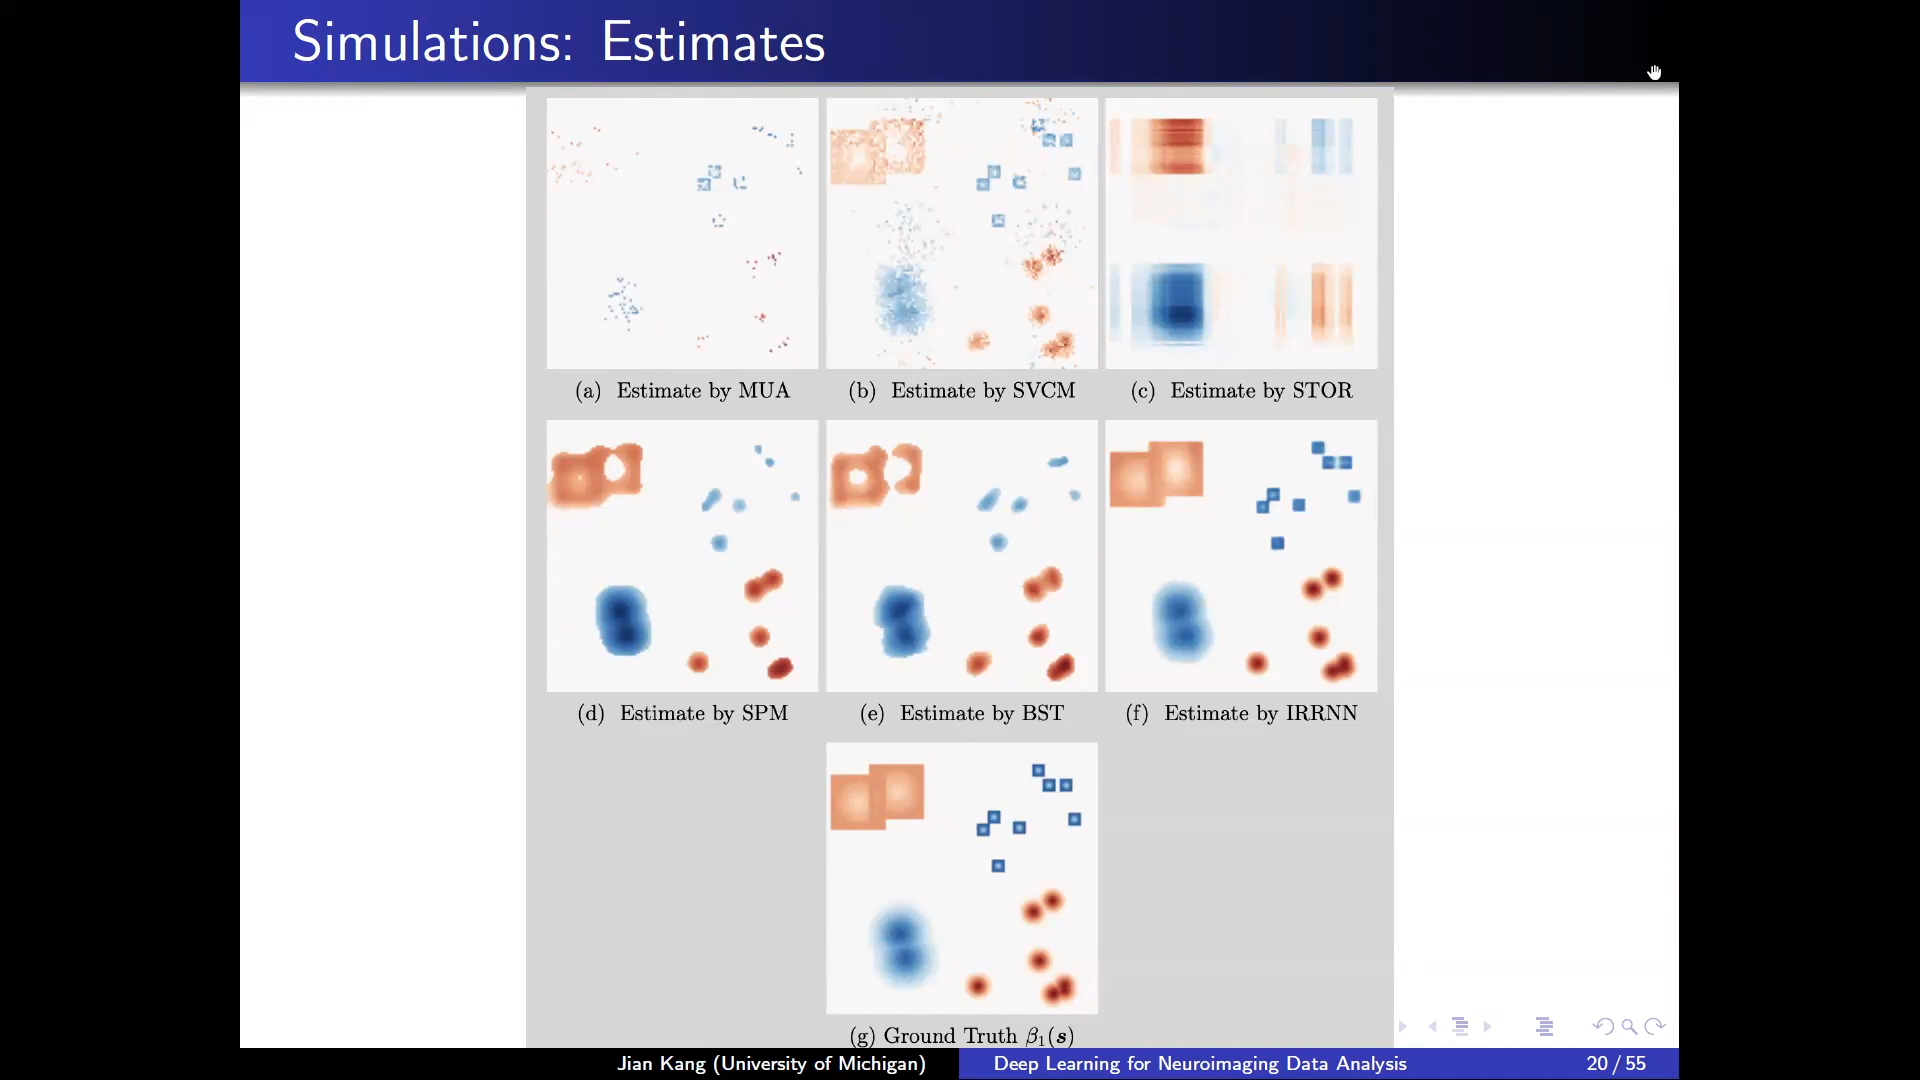 Simulations: Estimates
(a) Estimate by MUA
(b) Estimate by SVCM
(c) Estimate by STOR
(d) Estimate by SPM
(e) Estimate by BST
(f) Estimate by IRRNN
(g) Ground Truth β₁(s)
Jian Kang (University of Michigan)
Deep Learning for Neuroimaging Data Analysis
20 / 55